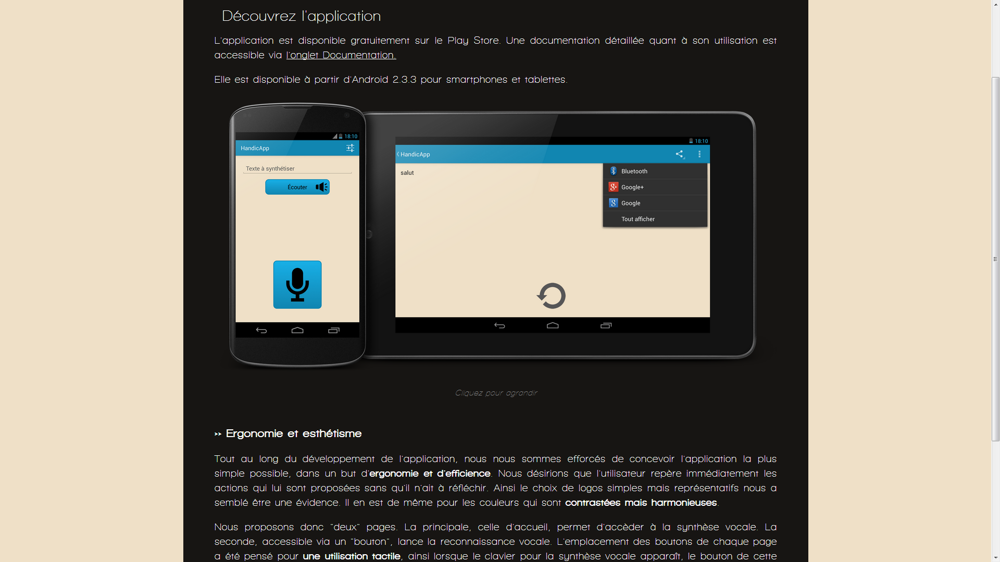 Découvrez l'application
L'application est disponible gratuitement sur le Play Store. Une documentation détaillée quant à son utilisation est
accessible via l'onglet Documentation.
Elle est disponible à partir d'Android 2.3.3 pour smartphones et tablettes.
18:10
HandicApp
Texte à synthétiser
Écouter
18:10
HandicApp
salut
Bluetooth
Google+
Google
Tout afficher
Cliquez pour agrandir
>> Ergonomie et esthétisme
Tout au long du développement de l'application, nous nous sommes efforcés de concevoir l'application la plus
simple possible, dans un but d'ergonomie et d'efficience. Nous désirions que l'utilisateur repère immédiatement les
actions qui lui sont proposées sans qu'il n'ait à réfléchir. Ainsi le choix de logos simples mais représentatifs nous a
semblé être une évidence. Il en est de même pour les couleurs qui sont contrastées mais harmonieuses.
Nous proposons donc "deux" pages. La principale, celle d'accueil, permet d'accèder à la synthèse vocale. La
seconde, accessible via un "bouton", lance la reconnaissance vocale. L'emplacement des boutons de chaque page
a été pensé pour une utilisation tactile, ainsi lorsque le clavier pour la synthèse vocale apparaît, le bouton de cette